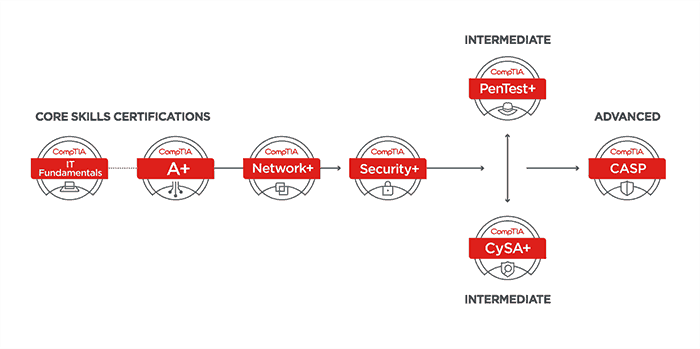 CORE SKILLS CERTIFICATIONS
CompTIA
IT
Fundamentals
CompTIA
A+
CompTIA
Network+
CompTIA
Security+
INTERMEDIATE
CompTIA
PenTest+
CompTIA
CySA+
INTERMEDIATE
ADVANCED
CompTIA
CASP